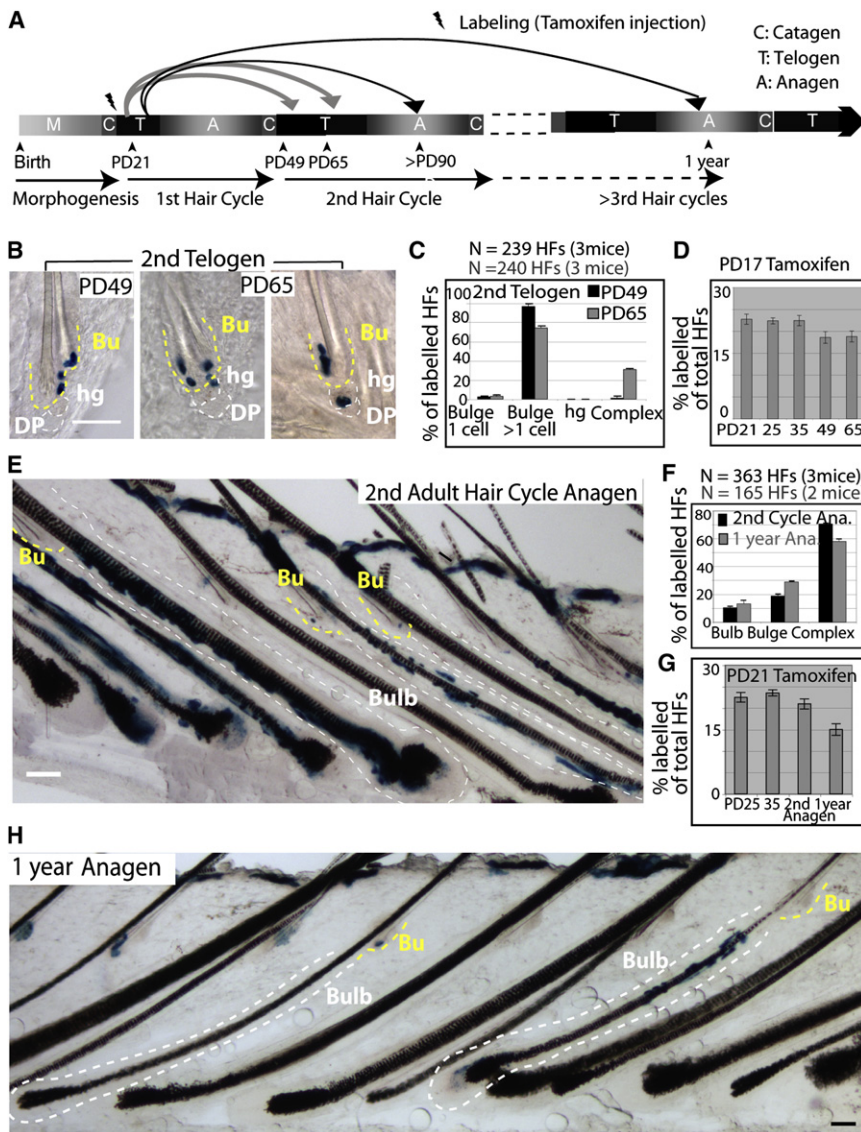 A
Labeling (Tamoxifen injection)
C: Catagen
T: Telogen
A: Anagen
M C T A C T A C T A C T
Birth PD21 PD49 PD65 >PD90 1 year
Morphogenesis 1st Hair Cycle 2nd Hair Cycle >3rd Hair cycles
B
2nd Telogen
PD49 PD65
Bu Bu Bu
hg hg hg
DP DP DP
C
N = 239 HFs (3mice)
N =240 HFs (3 mice)
% of labelled HFs
100
80
60
40
20
0
2nd Telogen
PD49
PD65
Bulge 1 cell
Bulge >1 cell
hg
Complex
D
PD17 Tamoxifen
% labelled of total HFs
30
15
0
PD21 25 35 49 65
E
2nd Adult Hair Cycle Anagen
Bu
Bu
Bu
Bulb
F
N = 363 HFs (3mice)
N = 165 HFs (2 mice
% of labelled HFs
80
60
40
20
0
2nd Cycle Ana.
1 year Ana.
Bulb Bulge Complex
G
PD21 Tamoxifen
% labelled of total HFs
30
15
0
PD25 35 2nd 1year
Anagen
H
1 year Anagen
Bu
Bulb
Bulb
Bu